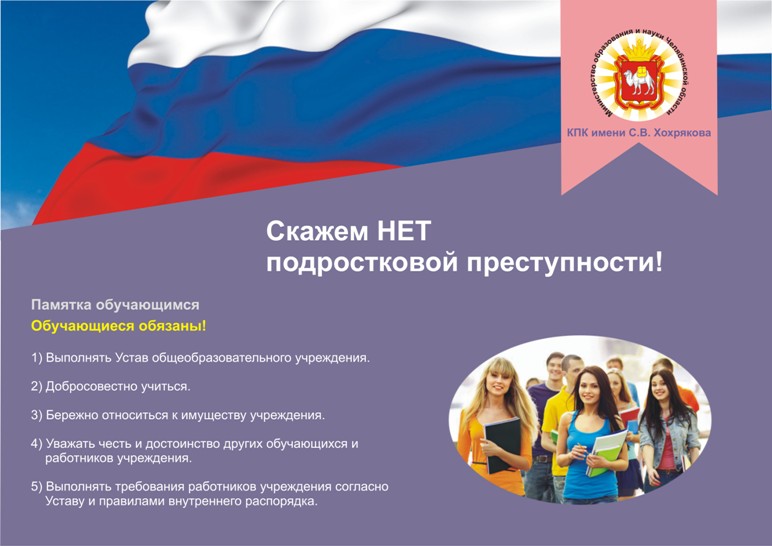 Министерство образования и науки Челябинской области
КПК имени С.В. Хохрякова
Скажем НЕТ
подростковой преступности!
Памятка обучающимся
Обучающиеся обязаны!
1) Выполнять Устав общеобразовательного учреждения.
2) Добросовестно учиться.
3) Бережно относиться к имуществу учреждения.
4) Уважать честь и достоинство других обучающихся и
работников учреждения.
5) Выполнять требования работников учреждения согласно
Уставу и правилами внутреннего распорядка.